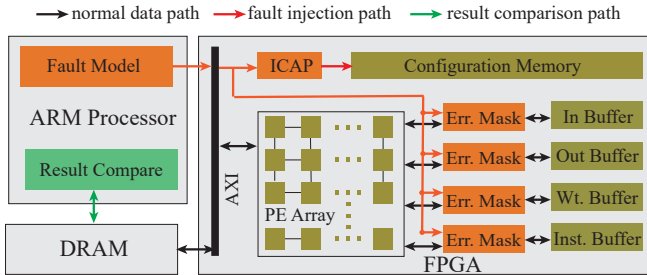 normal data path
fault injection path
result comparison path
Fault Model
ICAP
Configuration Memory
ARM Processor
Err. Mask
In Buffer
Err. Mask
Out Buffer
Result Compare
AXI
Err. Mask
Wt. Buffer
PE Array
DRAM
Err. Mask
Inst. Buffer
FPGA